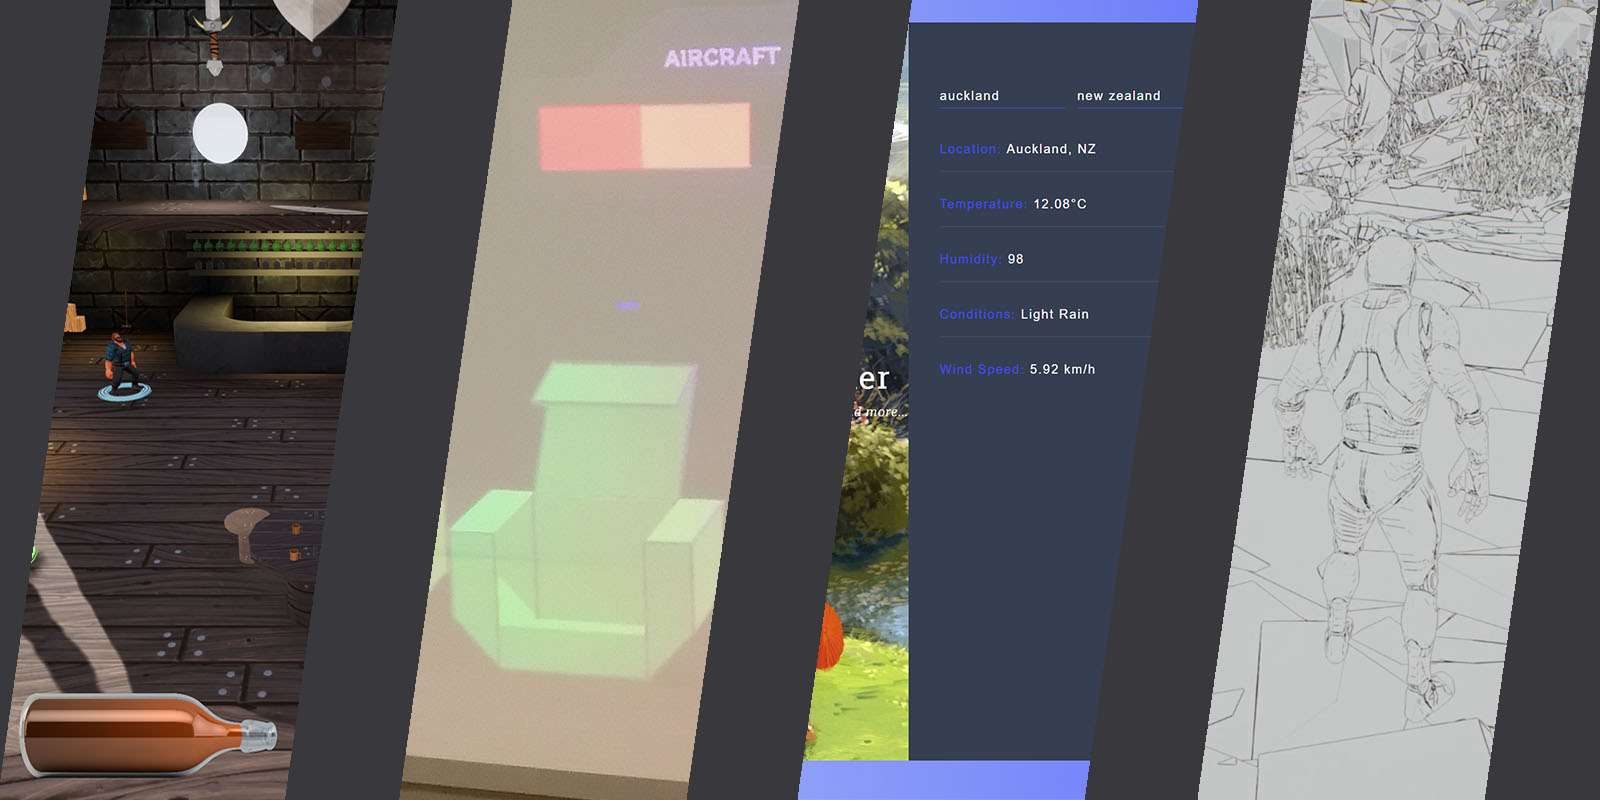 AIRCRAFT
auckland new zealand
Location: Auckland, NZ
Temperature: 12.08°C
Humidity: 98
Conditions: Light Rain
Wind Speed: 5.92 km/h
er
d more...